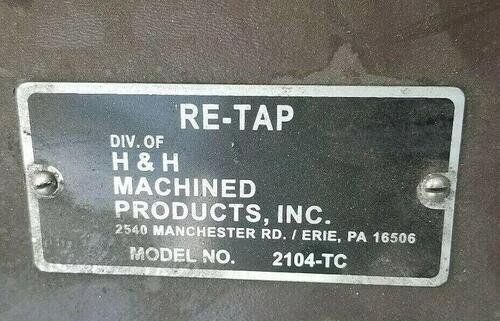 RE-TAP
DIV. OF
H & H
MACHINED
PRODUCTS, INC.
2540 MANCHESTER RD. / ERIE, PA 16506
MODEL NO. 2104-TC